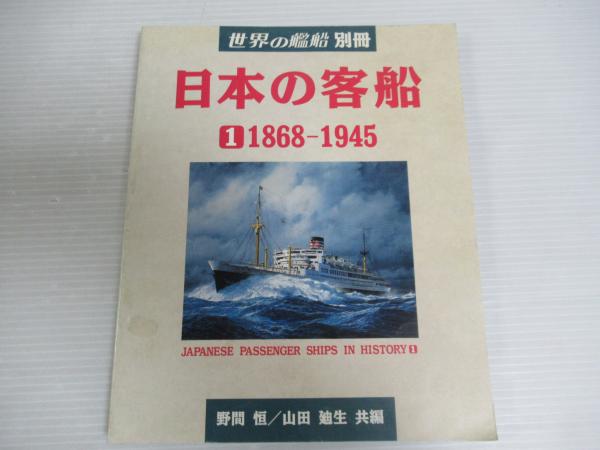 世界の艦船 別冊
日本の客船
1 1868-1945
JAPANESE PASSENGER SHIPS IN HISTORY 1
野間 恒/山田 廸生 共編